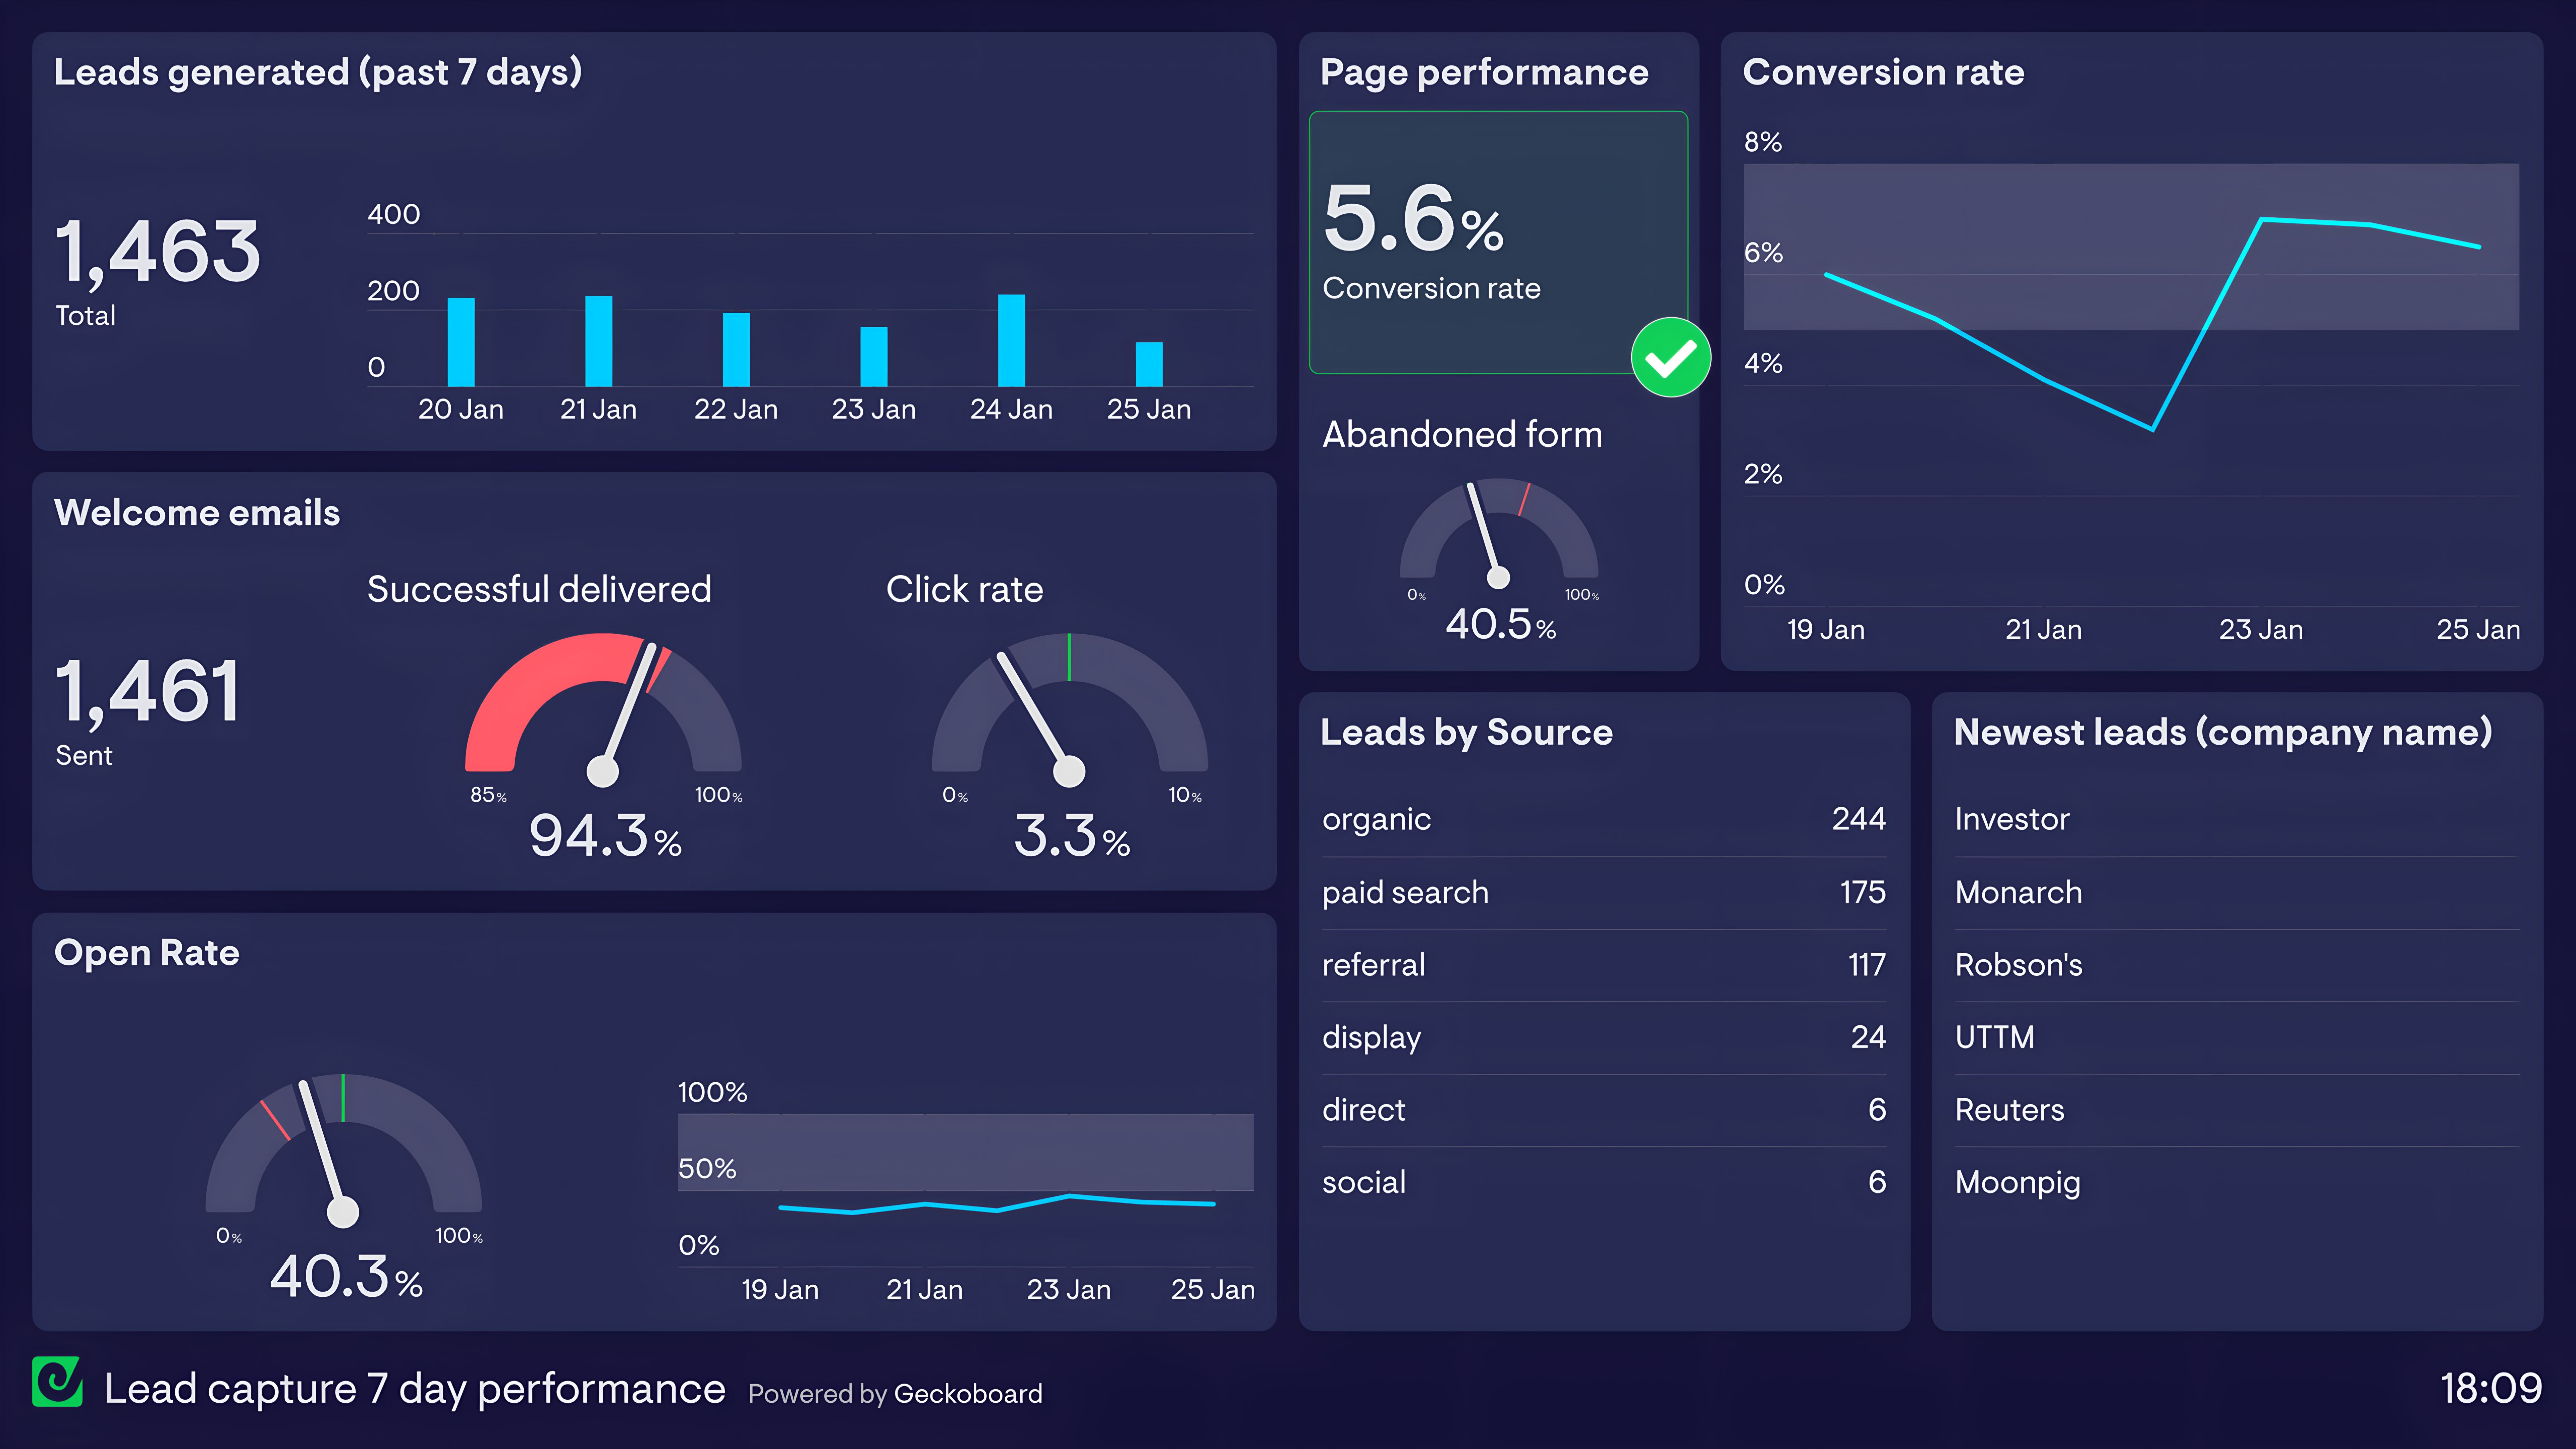 Leads generated (past 7 days)
1,463
Total
400
200
0
20 Jan 21 Jan 22 Jan 23 Jan 24 Jan 25 Jan
Welcome emails
1,461
Sent
Successful delivered
85% 100%
94.3%
Click rate
0% 10%
3.3%
Open Rate
0% 100%
40.3%
100%
50%
0%
19 Jan 21 Jan 23 Jan 25 Jan
Page performance
5.6%
Conversion rate
Abandoned form
0% 100%
40.5%
Conversion rate
8%
6%
4%
2%
0%
19 Jan 21 Jan 23 Jan 25 Jan
Leads by Source
organic 244
paid search 175
referral 117
display 24
direct 6
social 6
Newest leads (company name)
Investor
Monarch
Robson's
UTTM
Reuters
Moonpig
Lead capture 7 day performance Powered by Geckoboard
18:09